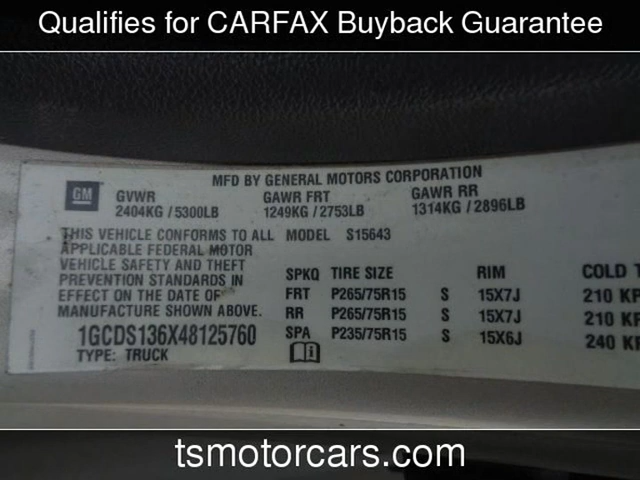 Qualifies for CARFAX Buyback Guarantee
MFD BY GENERAL MOTORS CORPORATION
GM GVWR GAWR FRT GAWR RR
2404KG / 5300LB 1249KG / 2753LB 1314KG / 2896LB
THIS VEHICLE CONFORMS TO ALL MODEL S15643
APPLICABLE FEDERAL MOTOR
VEHICLE SAFETY AND THEFT
PREVENTION STANDARDS IN SPKQ TIRE SIZE RIM COLD
EFFECT ON THE DATE OF FRT P265/75R15 S 15X7J 210
MANUFACTURE SHOWN ABOVE. RR P265/75R15 S 15X7J 210
1GCDS136X48125760 SPA P235/75R15 S 15X6J 240
TYPE: TRUCK
tsmotorcars.com